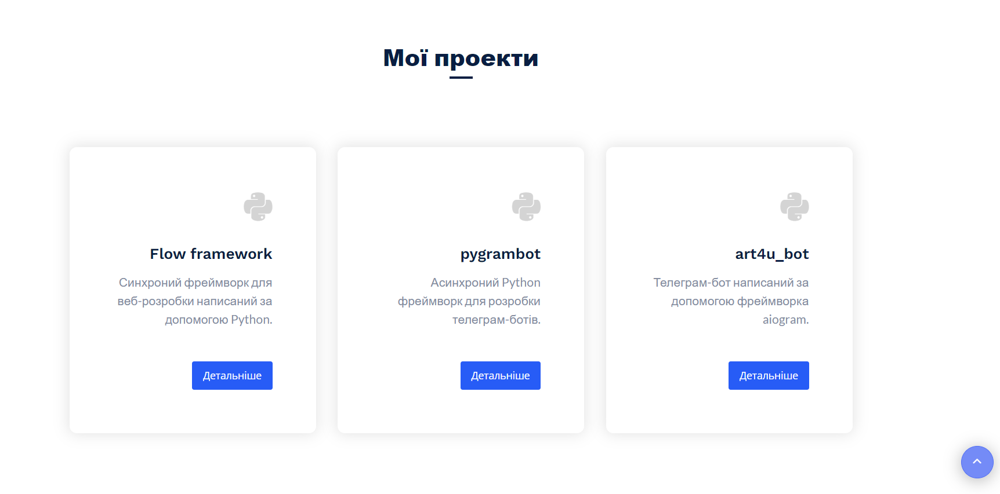 Мої проекти
Flow framework
Синхроний фреймворк для
веб-розробки написаний за
допомогою Python.
Детальніше
pygrambot
Асинхроний Python
фреймворк для розробки
телеграм-ботів.
Детальніше
art4u_bot
Телеграм-бот написаний за
допомогою фреймворка
aiogram.
Детальніше